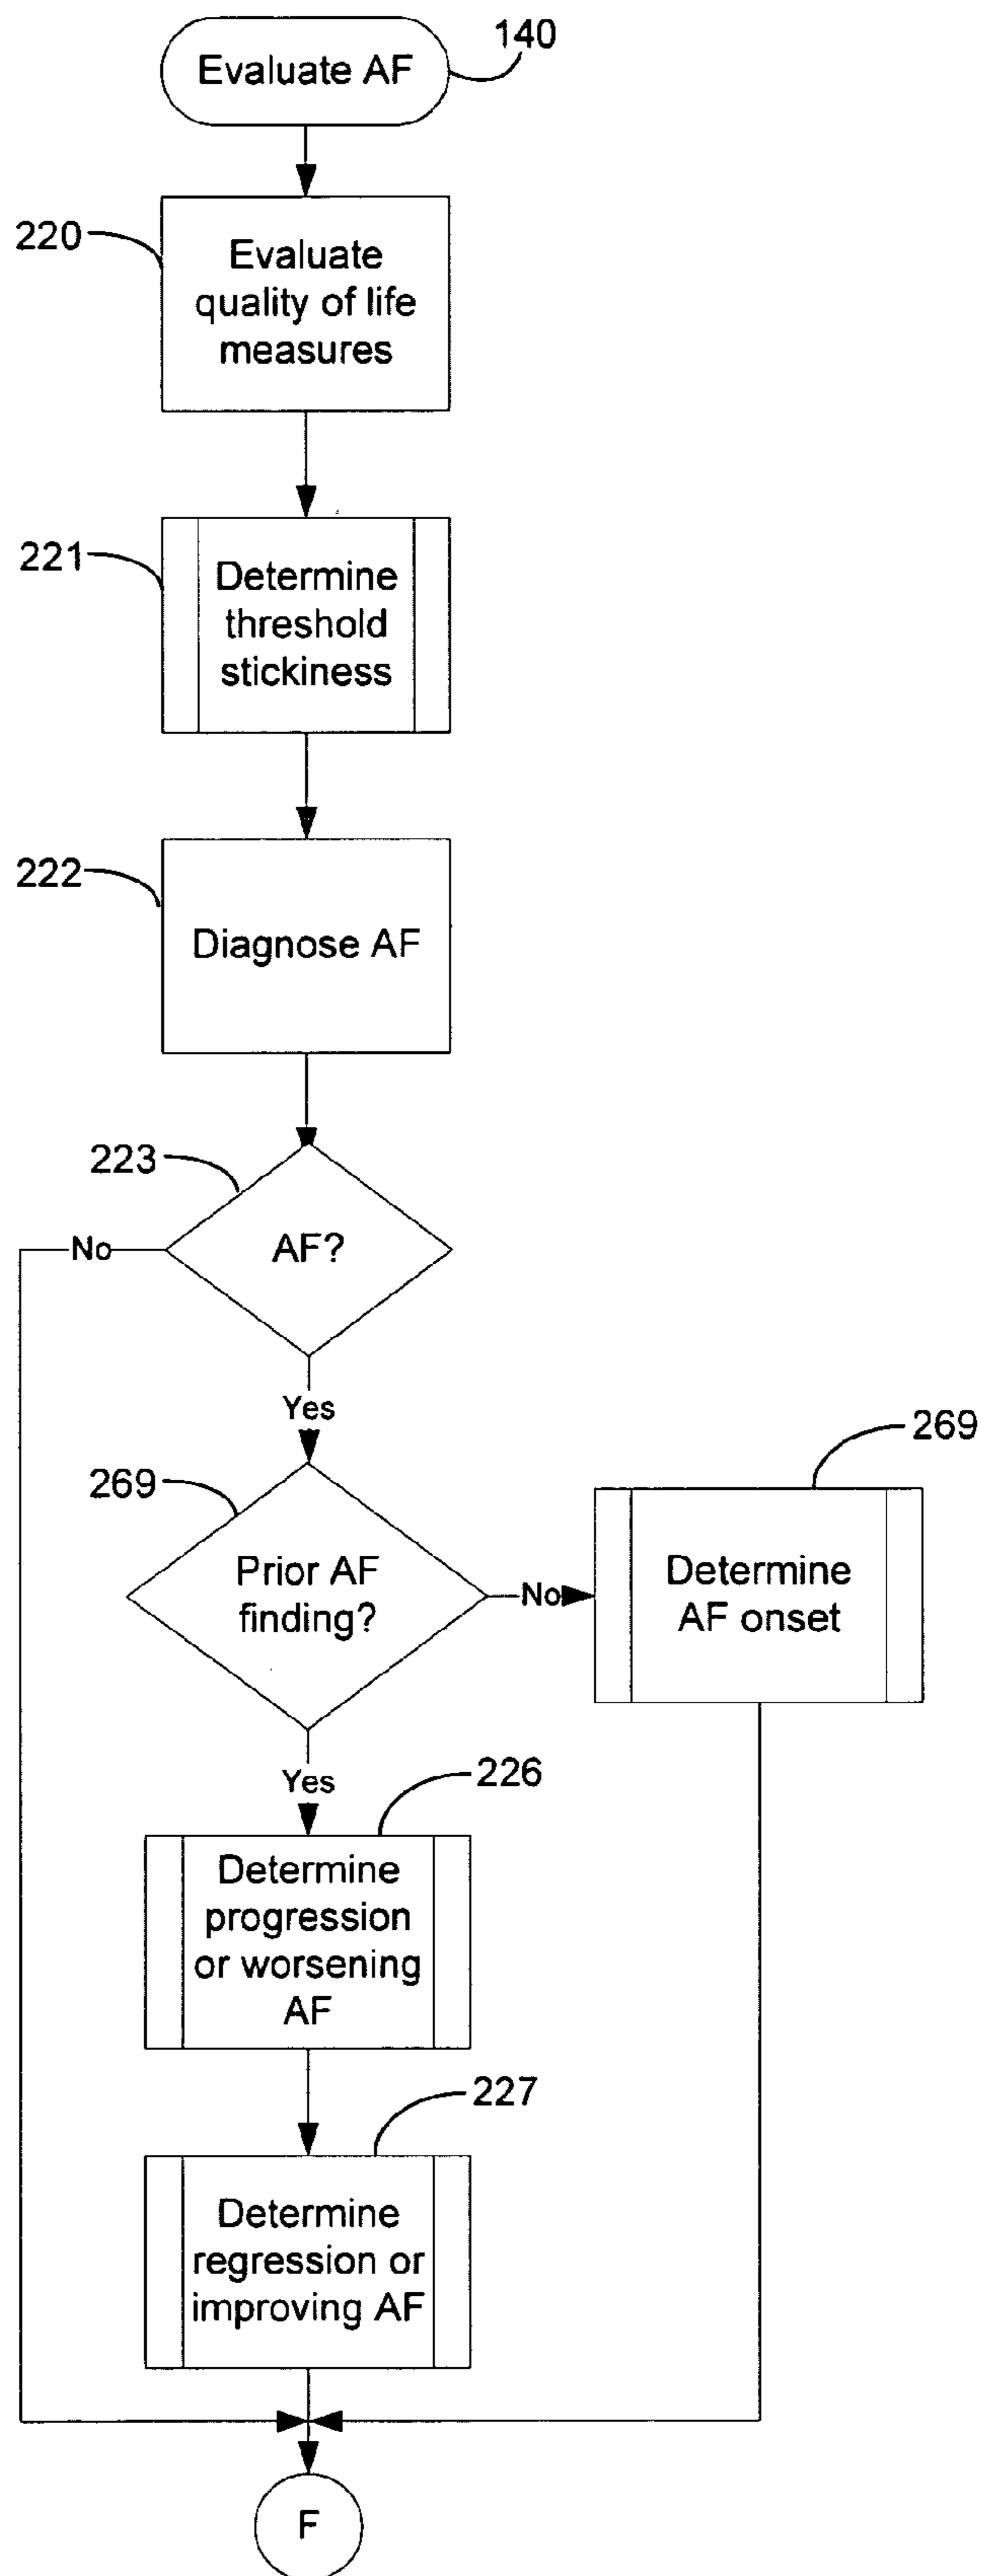 Evaluate AF
140
220
Evaluate
quality of life
measures
221
Determine
threshold
stickiness
222
Diagnose AF
223
AF?
No
Yes
269
Prior AF
finding?
No
269
Determine
AF onset
Yes
226
Determine
progression
or worsening
AF
227
Determine
regression or
improving AF
F